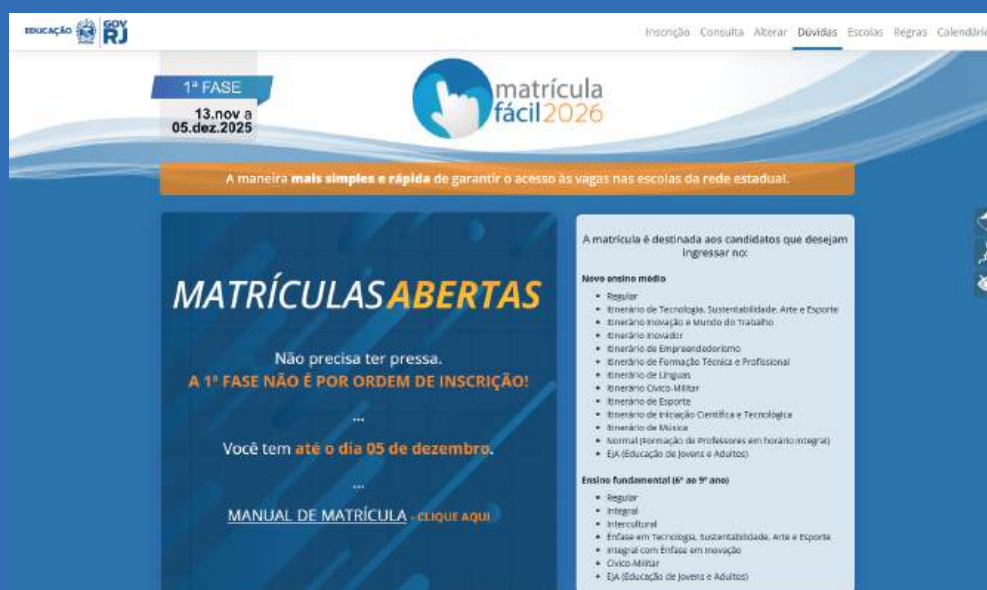 EDUCAÇÃO
GOV
RJ
Inscrição Consulta Alterar Dúvidas Escolas Regras Calendário
1ª FASE
13.nov a
05.dez.2025
matrícula
fácil2026
A maneira mais simples e rápida de garantir o acesso às vagas nas escolas da rede estadual.
MATRÍCULAS ABERTAS
Não precisa ter pressa.
A 1ª FASE NÃO É POR ORDEM DE INSCRIÇÃO!
...
Você tem até o dia 05 de dezembro.
...
MANUAL DE MATRÍCULA - CLIQUE AQUI
A matrícula é destinada aos candidatos que desejam
ingressar no:
Novo ensino médio
Regular
Itinerário de Tecnologia, Sustentabilidade, Arte e Esporte
Itinerário Inovação e Mundo do Trabalho
Itinerário Inovador
Itinerário de Empreendedorismo
Itinerário de Formação Técnica e Profissional
Itinerário de Línguas
Itinerário Cívico-Militar
Itinerário de Esporte
Itinerário de Iniciação Científica e Tecnológica
Itinerário de Música
Normal (Formação de Professores em horário integral)
EJA (Educação de Jovens e Adultos)
Ensino fundamental (6º ao 9º ano)
Regular
Integral
Intercultural
Ênfase em Tecnologia, Sustentabilidade, Arte e Esporte
Integral com Ênfase em Inovação
Cívico-Militar
EJA (Educação de Jovens e Adultos)